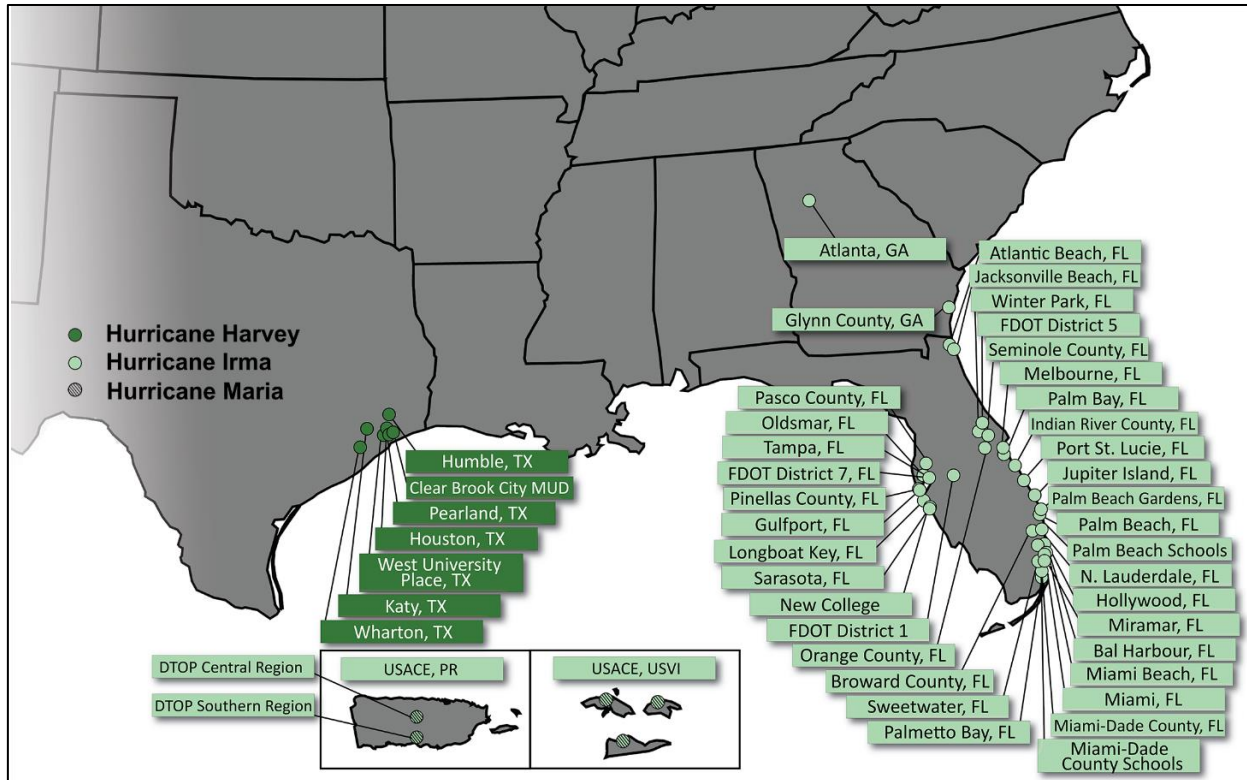 Hurricane Harvey
Hurricane Irma
Hurricane Maria
Atlanta, GA
Glynn County, GA
Atlantic Beach, FL
Jacksonville Beach, FL
Winter Park, FL
FDOT District 5
Seminole County, FL
Melbourne, FL
Palm Bay, FL
Indian River County, FL
Port St. Lucie, FL
Jupiter Island, FL
Palm Beach Gardens, FL
Palm Beach, FL
Palm Beach Schools
N. Lauderdale, FL
Hollywood, FL
Miramar, FL
Bal Harbour, FL
Miami Beach, FL
Miami, FL
Miami-Dade County, FL
Miami-Dade
County Schools
Pasco County, FL
Oldsmar, FL
Tampa, FL
FDOT District 7, FL
Pinellas County, FL
Gulfport, FL
Longboat Key, FL
Sarasota, FL
New College
FDOT District 1
Orange County, FL
Broward County, FL
Sweetwater, FL
Palmetto Bay, FL
Humble, TX
Clear Brook City MUD
Pearland, TX
Houston, TX
West University
Place, TX
Katy, TX
Wharton, TX
DTOP Central Region
DTOP Southern Region
USACE, PR
USACE, USVI